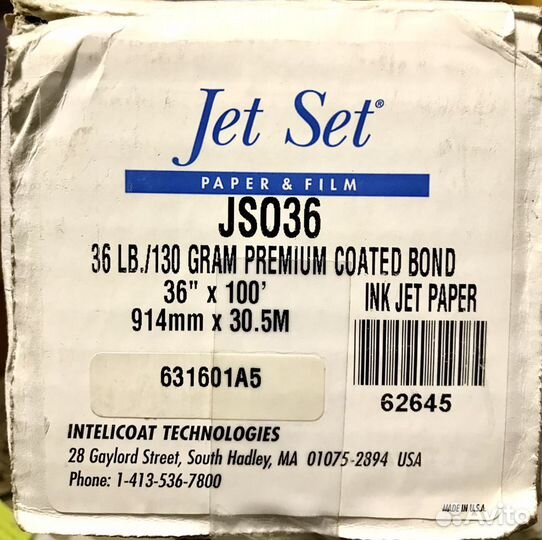 Jet Set®
PAPER & FILM
JSO36
36 LB./130 GRAM PREMIUM COATED BOND
36" x 100'
INK JET PAPER
914mm x 30.5M
631601A5
62645
INTELICOAT TECHNOLOGIES
28 Gaylord Street, South Hadley, MA 01075-2894 USA
Phone: 1-413-536-7800
MADE IN U.S.A.
Avito